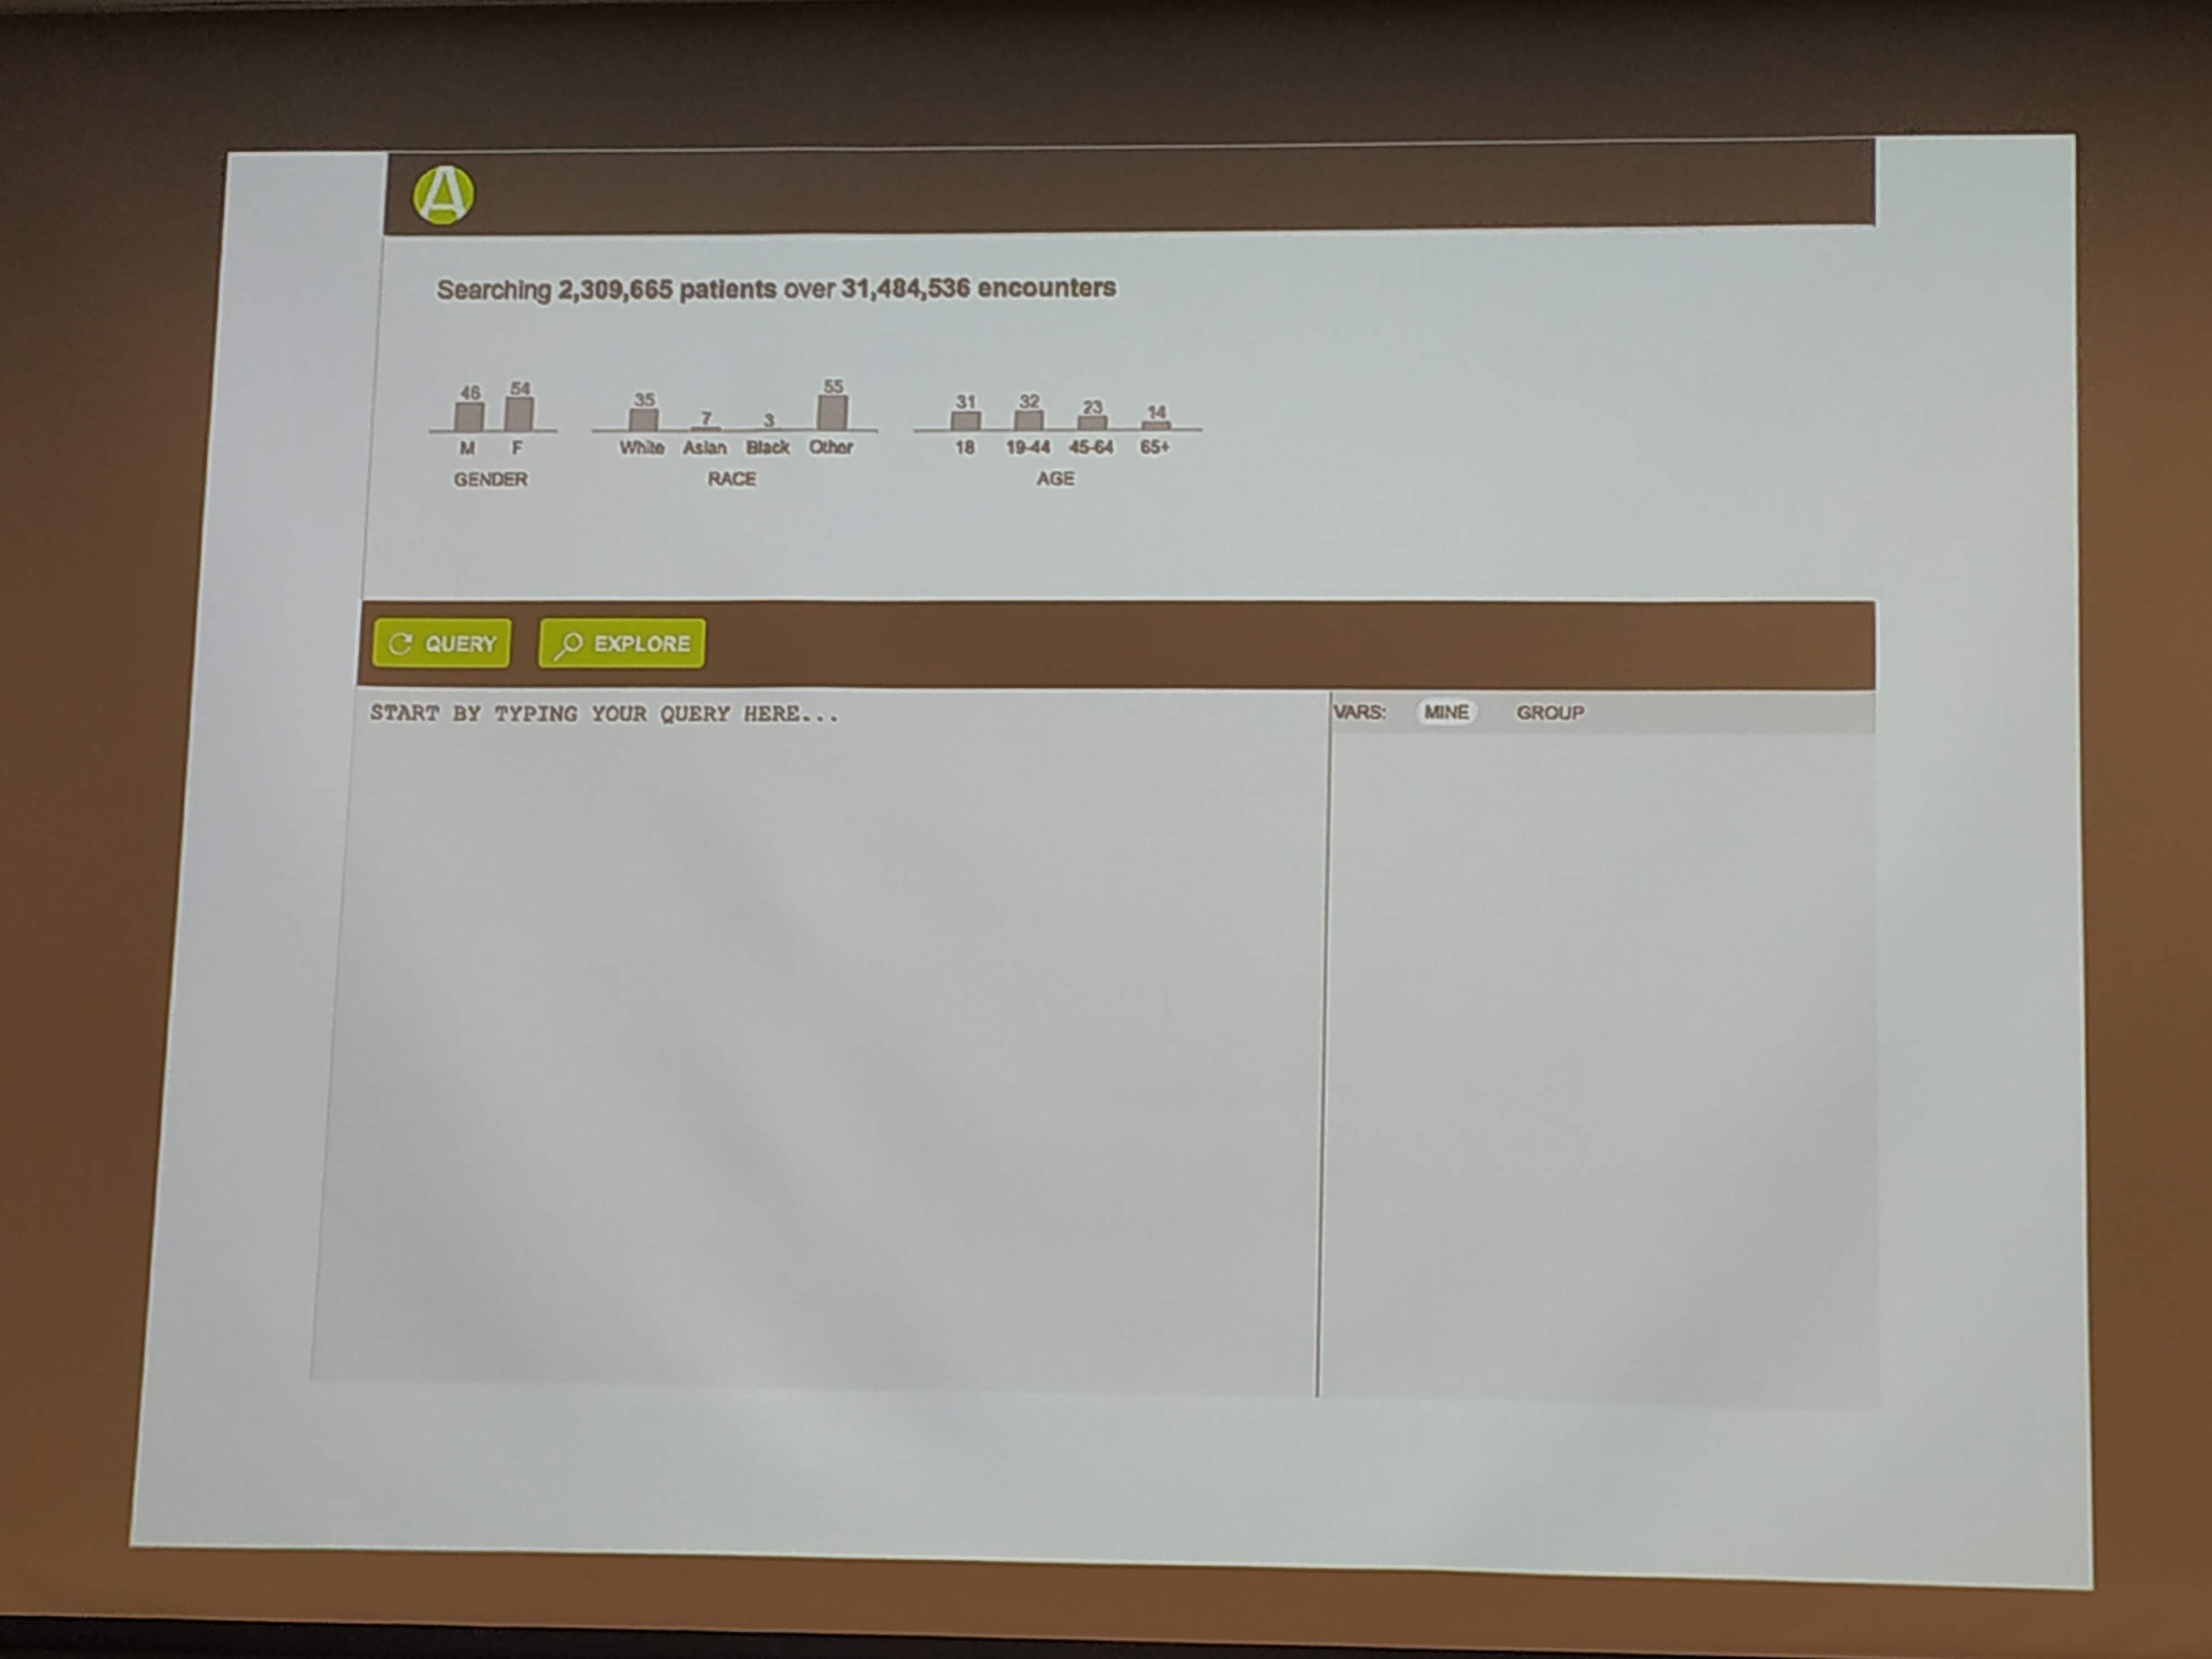 A
Searching 2,309,665 patients over 31,484,536 encounters
46 54
M F
GENDER
35 7 3 55
White Asian Black Other
RACE
31 32 23 14
18 19-44 45-64 65+
AGE
QUERY EXPLORE
START BY TYPING YOUR QUERY HERE...
VARS: MINE GROUP